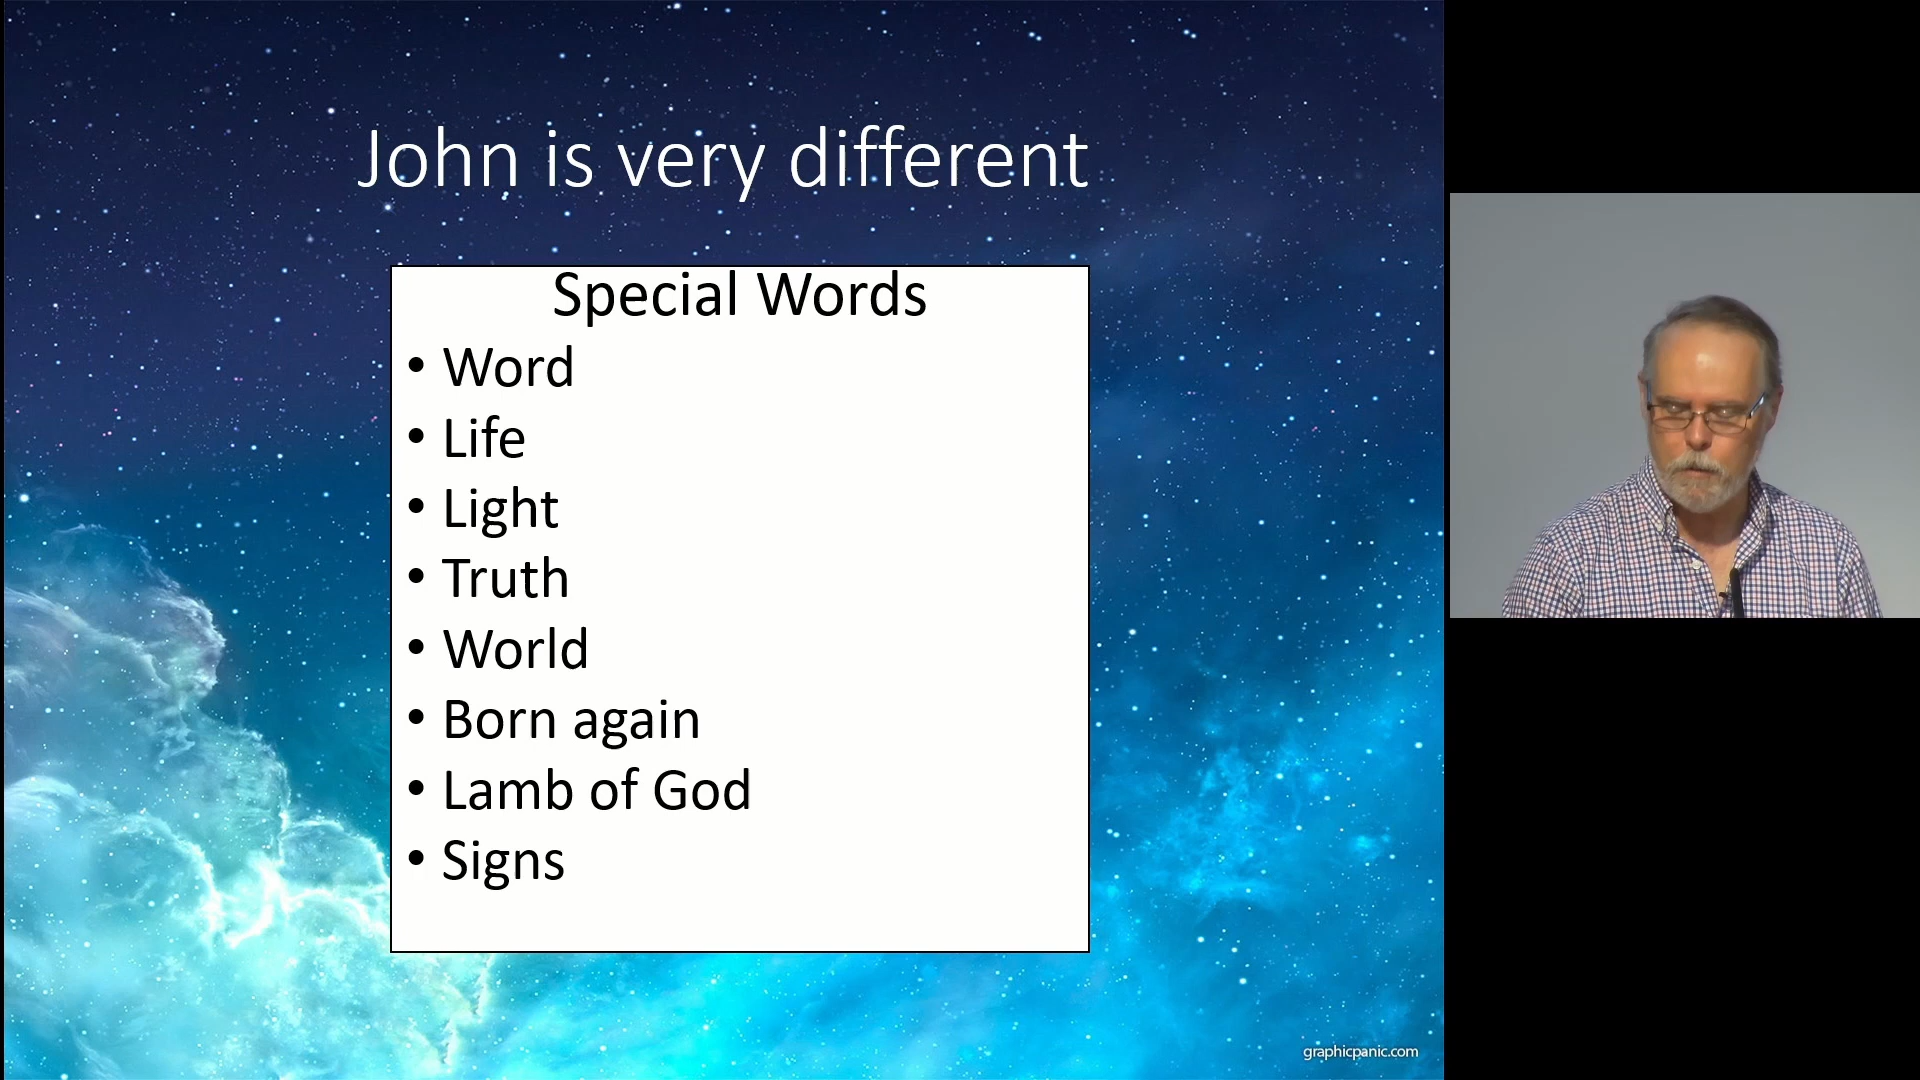 John is very different
Special Words
• Word
• Life
• Light
• Truth
• World
• Born again
• Lamb of God
• Signs
graphicpanic.com